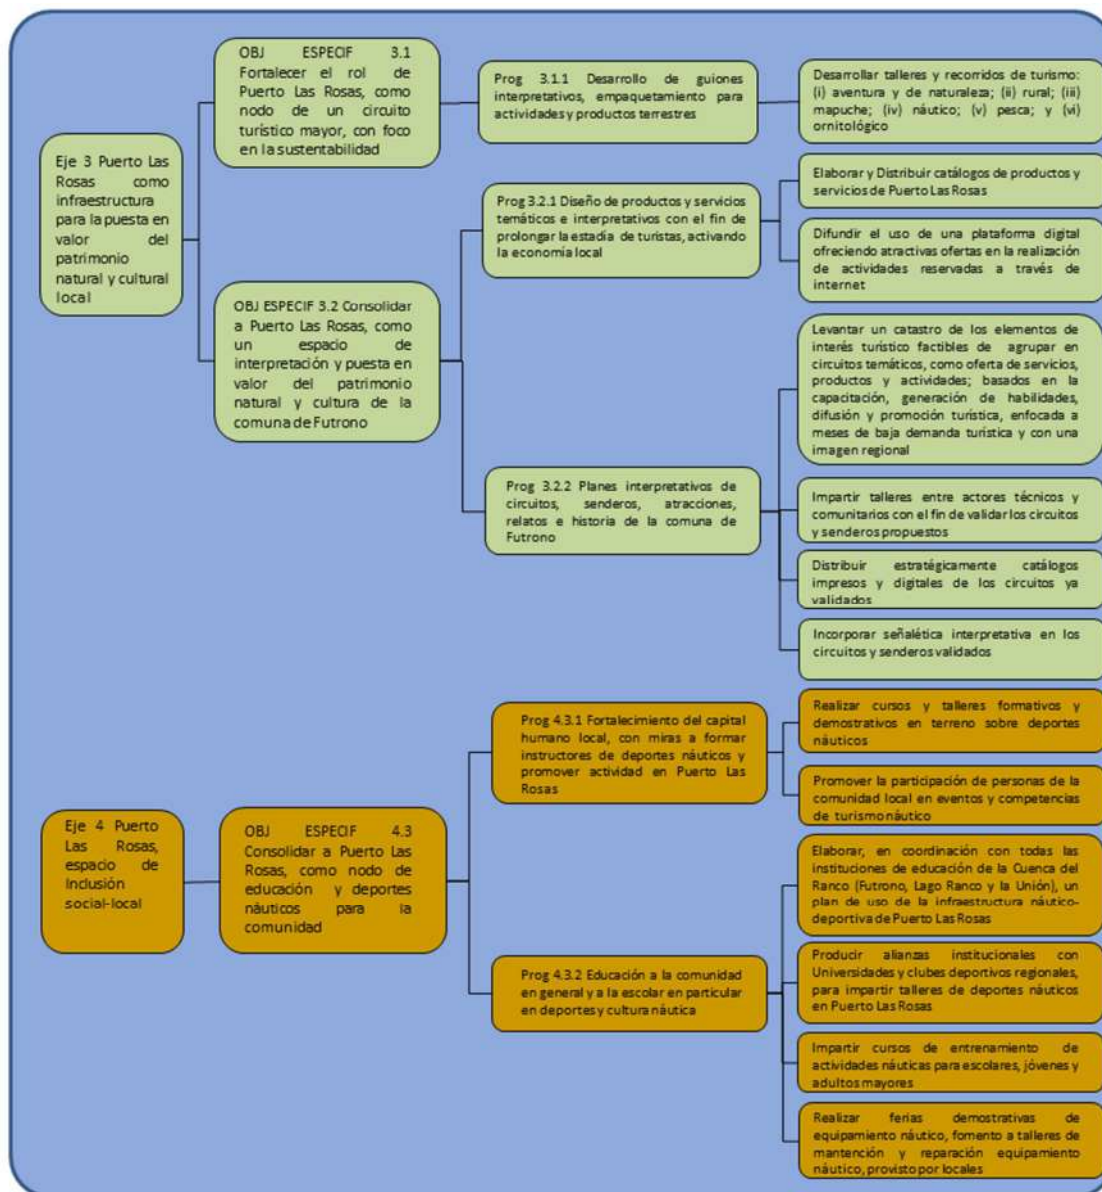 Eje 3 Puerto Las
Rosas como
infraestructura
para la puesta en
valor del
patrimonio
natural y cultural
local
OBJ ESPECIF 3.1
Fortalecer el rol de
Puerto Las Rosas, como
nodo de un circuito
turístico mayor, con foco
en la sustentabilidad
Prog 3.1.1 Desarrollo de guiones
interpretativos, empaquetamiento para
actividades y productos terrestres
Desarrollar talleres y recorridos de turismo:
(i) aventura y de naturaleza; (ii) rural; (iii)
mapuche; (iv) náutico; (v) pesca; y (vi)
ornitológico
OBJ ESPECIF 3.2 Consolidar
a Puerto Las Rosas, como
un espacio de
interpretación y puesta en
valor del patrimonio
natural y cultura de la
comuna de Futrono
Prog 3.2.1 Diseño de productos y servicios
temáticos e interpretativos con el fin de
prolongar la estadía de turistas, activando
la economía local
Elaborar y Distribuir catálogos de productos y
servicios de Puerto Las Rosas
Difundir el uso de una plataforma digital
ofreciendo atractivas ofertas en la realización
de actividades reservadas a través de
internet
Prog 3.2.2 Planes interpretativos de
circuitos, senderos, atracciones,
relatos e historia de la comuna de
Futrono
Levantar un catastro de los elementos de
interés turístico factibles de agrupar en
circuitos temáticos, como oferta de servicios,
productos y actividades; basados en la
capacitación, generación de habilidades,
difusión y promoción turística, enfocada a
meses de baja demanda turística y con una
imagen regional
Impartir talleres entre actores técnicos y
comunitarios con el fin de validar los circuitos
y senderos propuestos
Distribuir estratégicamente catálogos
impresos y digitales de los circuitos ya
validados
Incorporar señalética interpretativa en los
circuitos y senderos validados
Eje 4 Puerto
Las Rosas,
espacio de
Inclusión
social-local
OBJ ESPECIF 4.3
Consolidar a Puerto Las
Rosas, como nodo de
educación y deportes
náuticos para la
comunidad
Prog 4.3.1 Fortalecimiento del capital
humano local, con miras a formar
instructores de deportes náuticos y
promover actividad en Puerto Las
Rosas
Realizar cursos y talleres formativos y
demostrativos en terreno sobre deportes
náuticos
Promover la participación de personas de la
comunidad local en eventos y competencias
de turismo náutico
Prog 4.3.2 Educación a la comunidad
en general y a la escolar en particular
en deportes y cultura náutica
Elaborar, en coordinación con todas las
instituciones de educación de la Cuenca del
Ranco (Futrono, Lago Ranco y la Unión), un
plan de uso de la infraestructura náutico-
deportiva de Puerto Las Rosas
Producir alianzas institucionales con
Universidades y clubes deportivos regionales,
para impartir talleres de deportes náuticos
en Puerto Las Rosas
Impartir cursos de entrenamiento de
actividades náuticas para escolares, jóvenes y
adultos mayores
Realizar ferias demostrativas de
equipamiento náutico, fomento a talleres de
mantención y reparación equipamiento
náutico, provisto por locales